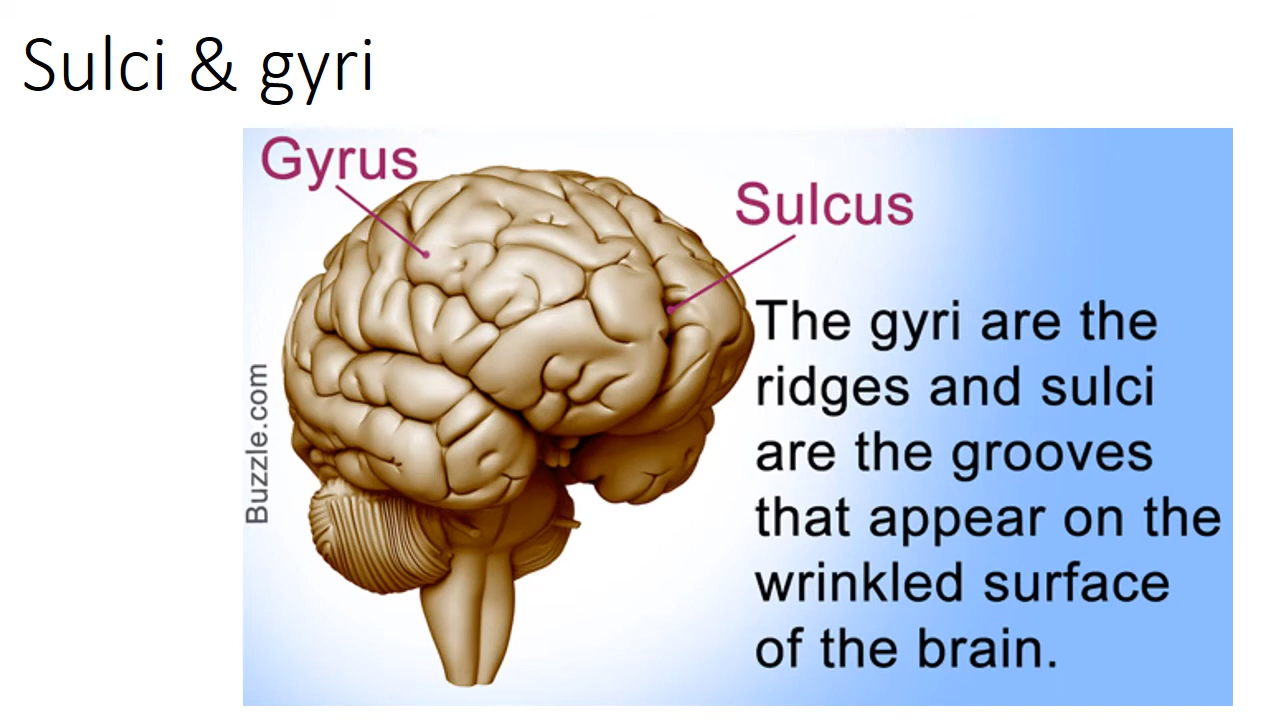 Sulci & gyri
Gyrus
Sulcus
The gyri are the
ridges and sulci
are the grooves
that appear on the
wrinkled surface
of the brain.
Buzzle.com